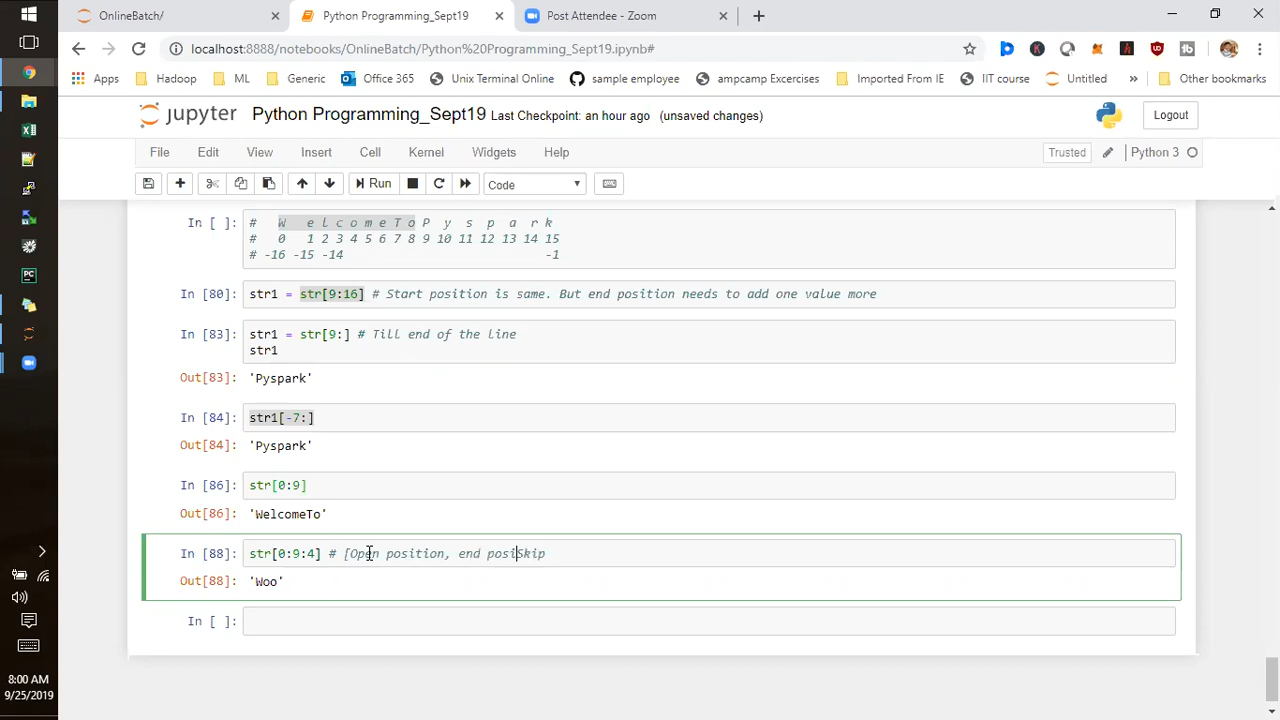 OnlineBatch/
Python Programming_Sept19
Post Attendee - Zoom
localhost:8888/notebooks/OnlineBatch/Python%20Programming_Sept19.ipynb#
Apps Hadoop ML Generic Office 365 Unix Terminal Online sample employee ampcamp Excercises Imported From IE IIT course Untitled » Other bookmarks
jupyter Python Programming_Sept19 Last Checkpoint: an hour ago (unsaved changes) Logout
File Edit View Insert Cell Kernel Widgets Help Trusted Python 3
Run Code
In [ ]: # W e l c o m e T o P y s p a r k
# 0 1 2 3 4 5 6 7 8 9 10 11 12 13 14 15
# -16 -15 -14 -1
In [80]: str1 = str[9:16] # Start position is same. But end position needs to add one value more
In [83]: str1 = str[9:] # Till end of the line
str1
Out[83]: 'Pyspark'
In [84]: str1[-7:]
Out[84]: 'Pyspark'
In [86]: str[0:9]
Out[86]: 'WelcomeTo'
In [88]: str[0:9:4] # [Open position, end posiSkip
Out[88]: 'Woo'
In [ ]:
8:00 AM
9/25/2019